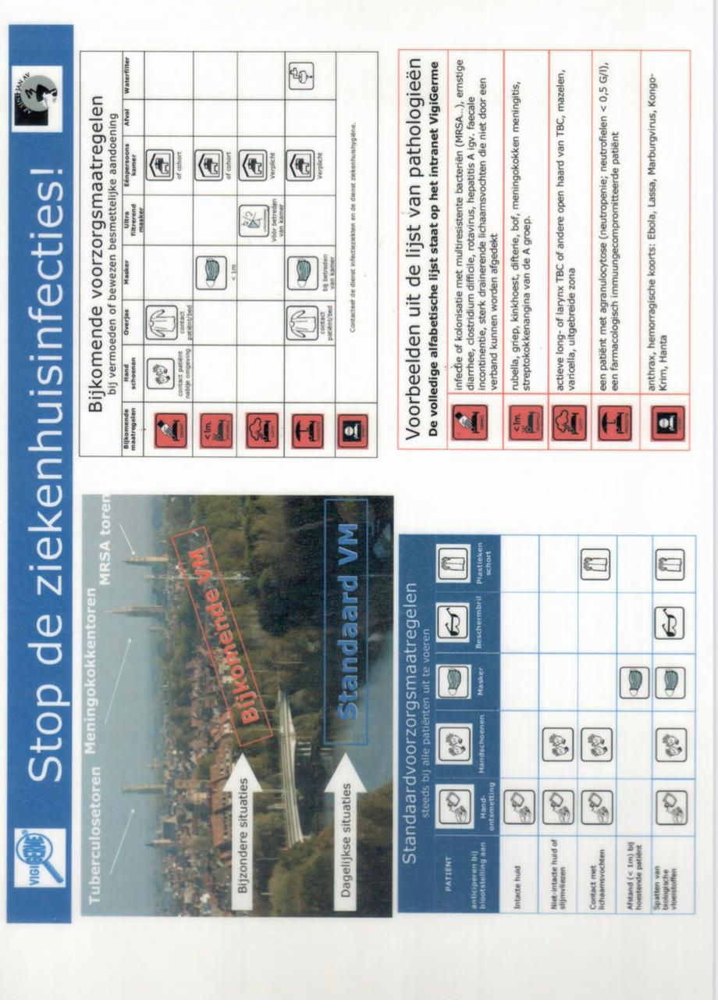 VIGIGERME
Stop de ziekenhuisinfecties!
AZ SINT-JAN AV
Tuberculosetoren
Meningokokkentoren
MRSA toren
Bijzondere situaties
Bijkomende VM
Dagelijkse situaties
Standaard VM
Bijkomende voorzorgsmaatregelen
bij vermoeden of bewezen besmettelijke aandoening
Bijkomende
maatregelen
Hand
schoenen
Overjas
Masker
Ultra
filtrerend
masker
Eénpersoons
kamer
Afval
Waterfilter
CONTACT
contact patiënt
nabije omgeving
contact
patiënt/bed
of cohort
<1m.
< 1m
of cohort
Vóór betreden
van kamer
Verplicht
contact
patiënt/bed
bij betreden
van kamer
Verplicht
Contacteer de dienst infectieziekten en de dienst ziekenhuishygiëne.
Standaardvoorzorgsmaatregelen
steeds bij alle patiënten uit te voeren
PATIËNT
anticiperen bij
blootstelling aan
Hand-
ontsmetting
Handschoenen
Masker
Beschermbril
Plastieken
schort
Intacte huid
Niet-intacte huid of
slijmvliezen
Contact met
lichaamsvochten
Afstand (< 1m) bij
hoestende patiënt
Spatten van
biologische
vloeistoffen
Voorbeelden uit de lijst van pathologieën
De volledige alfabetische lijst staat op het intranet VigiGerme
CONTACT
infectie of kolonisatie met multiresistente bacteriën (MRSA...), ernstige
diarrhee, clostridium difficile, rotavirus, hepatitis A igv. faecale
incontinentie, sterk drainerende lichaamsvochten die niet door een
verband kunnen worden afgedekt
<1m.
rubella, griep, kinkhoest, difterie, bof, meningokokken meningitis,
streptokokkenangina van de A groep.
actieve long- of larynx TBC of andere open haard van TBC, mazelen,
varicella, uitgebreide zona
een patiënt met agranulocytose (neutropenie; neutrofielen < 0,5 G/l),
een farmacologisch immuungecompromitteerde patiënt
anthrax, hemorragische koorts: Ebola, Lassa, Marburgvirus, Kongo-
Krim, Hanta